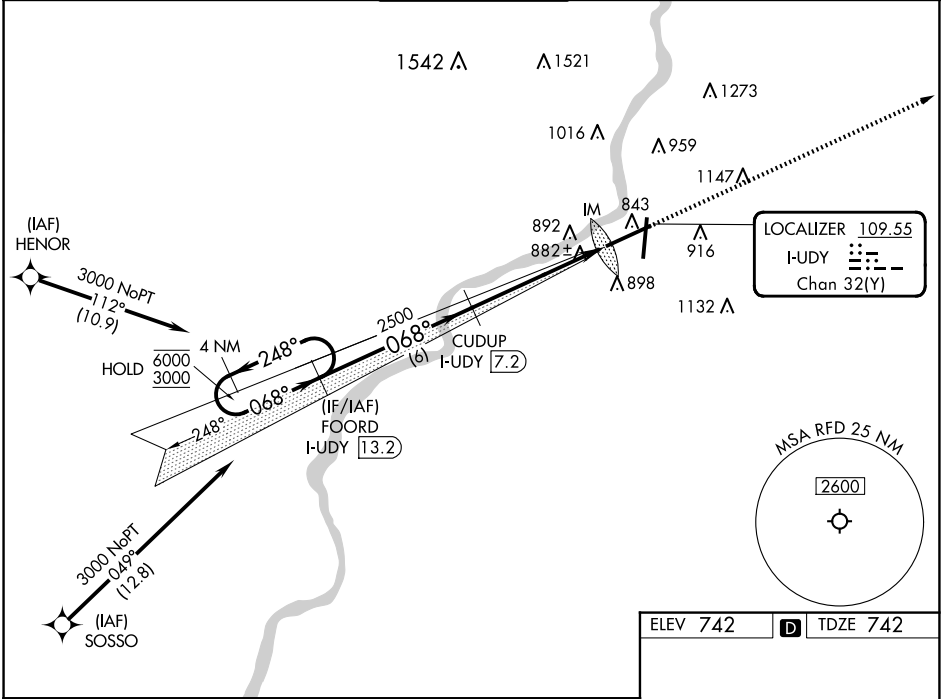 1542
1521
1273
1016
959
1147
IM
843
892
882±
916
898
1132
LOCALIZER 109.55
I-UDY
Chan 32(Y)
(IAF)
HENOR
3000 NoPT
112°
(10.9)
HOLD 6000
3000
4 NM
248°
068°
248°
2500
068°
(6)
CUDUP
I-UDY 7.2
(IF/IAF)
FOORD
I-UDY 13.2
3000 NoPT
049°
(12.8)
(IAF)
SOSSO
MSA RFD 25 NM
2600
ELEV 742 D TDZE 742